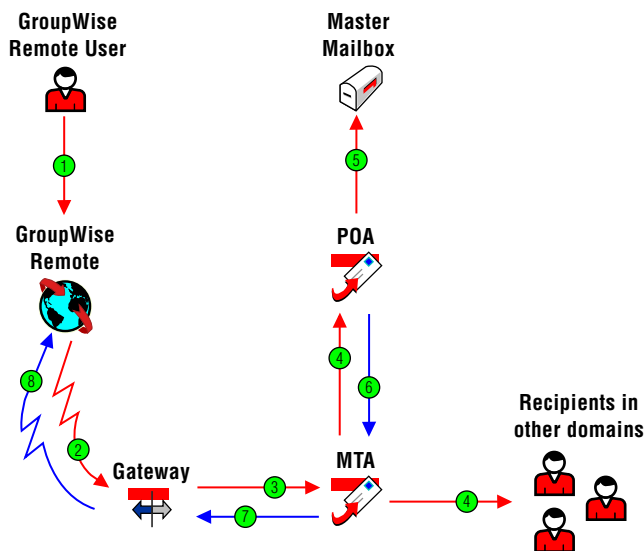 GroupWise
Remote User
Master
Mailbox
1
5
GroupWise
Remote
POA
8
4
6
2
Gateway
3
MTA
7
4
Recipients in
other domains